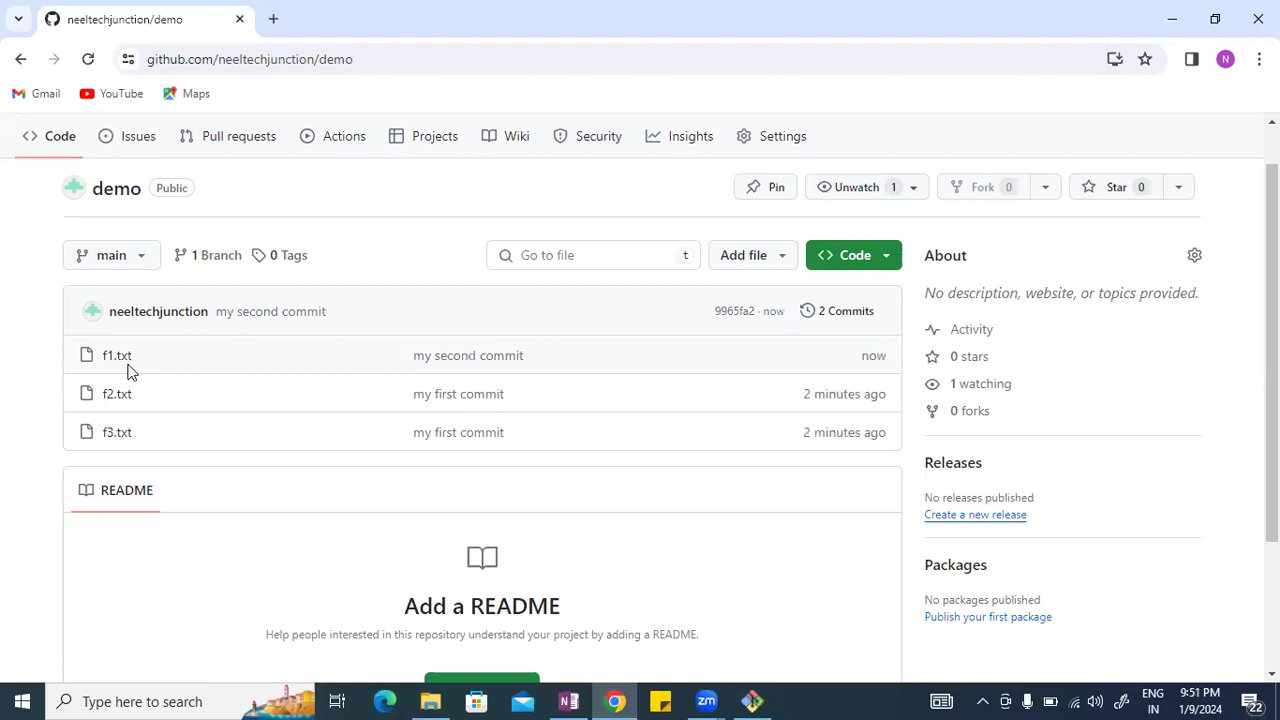 neeltechjunction/demo
github.com/neeltechjunction/demo
N
Gmail YouTube Maps
Code Issues Pull requests Actions Projects Wiki Security Insights Settings
demo Public Pin Unwatch 1 Fork 0 Star 0
main 1 Branch 0 Tags Go to file t Add file Code About
No description, website, or topics provided.
neeltechjunction my second commit 9965fa2 · now 2 Commits
Activity
f1.txt my second commit now
0 stars
1 watching
f2.txt my first commit 2 minutes ago
0 forks
f3.txt my first commit 2 minutes ago
Releases
README
No releases published
Create a new release
Packages
Add a README
No packages published
Publish your first package
Help people interested in this repository understand your project by adding a README.
Type here to search
N
zm
ENG
IN
9:51 PM
1/9/2024
22